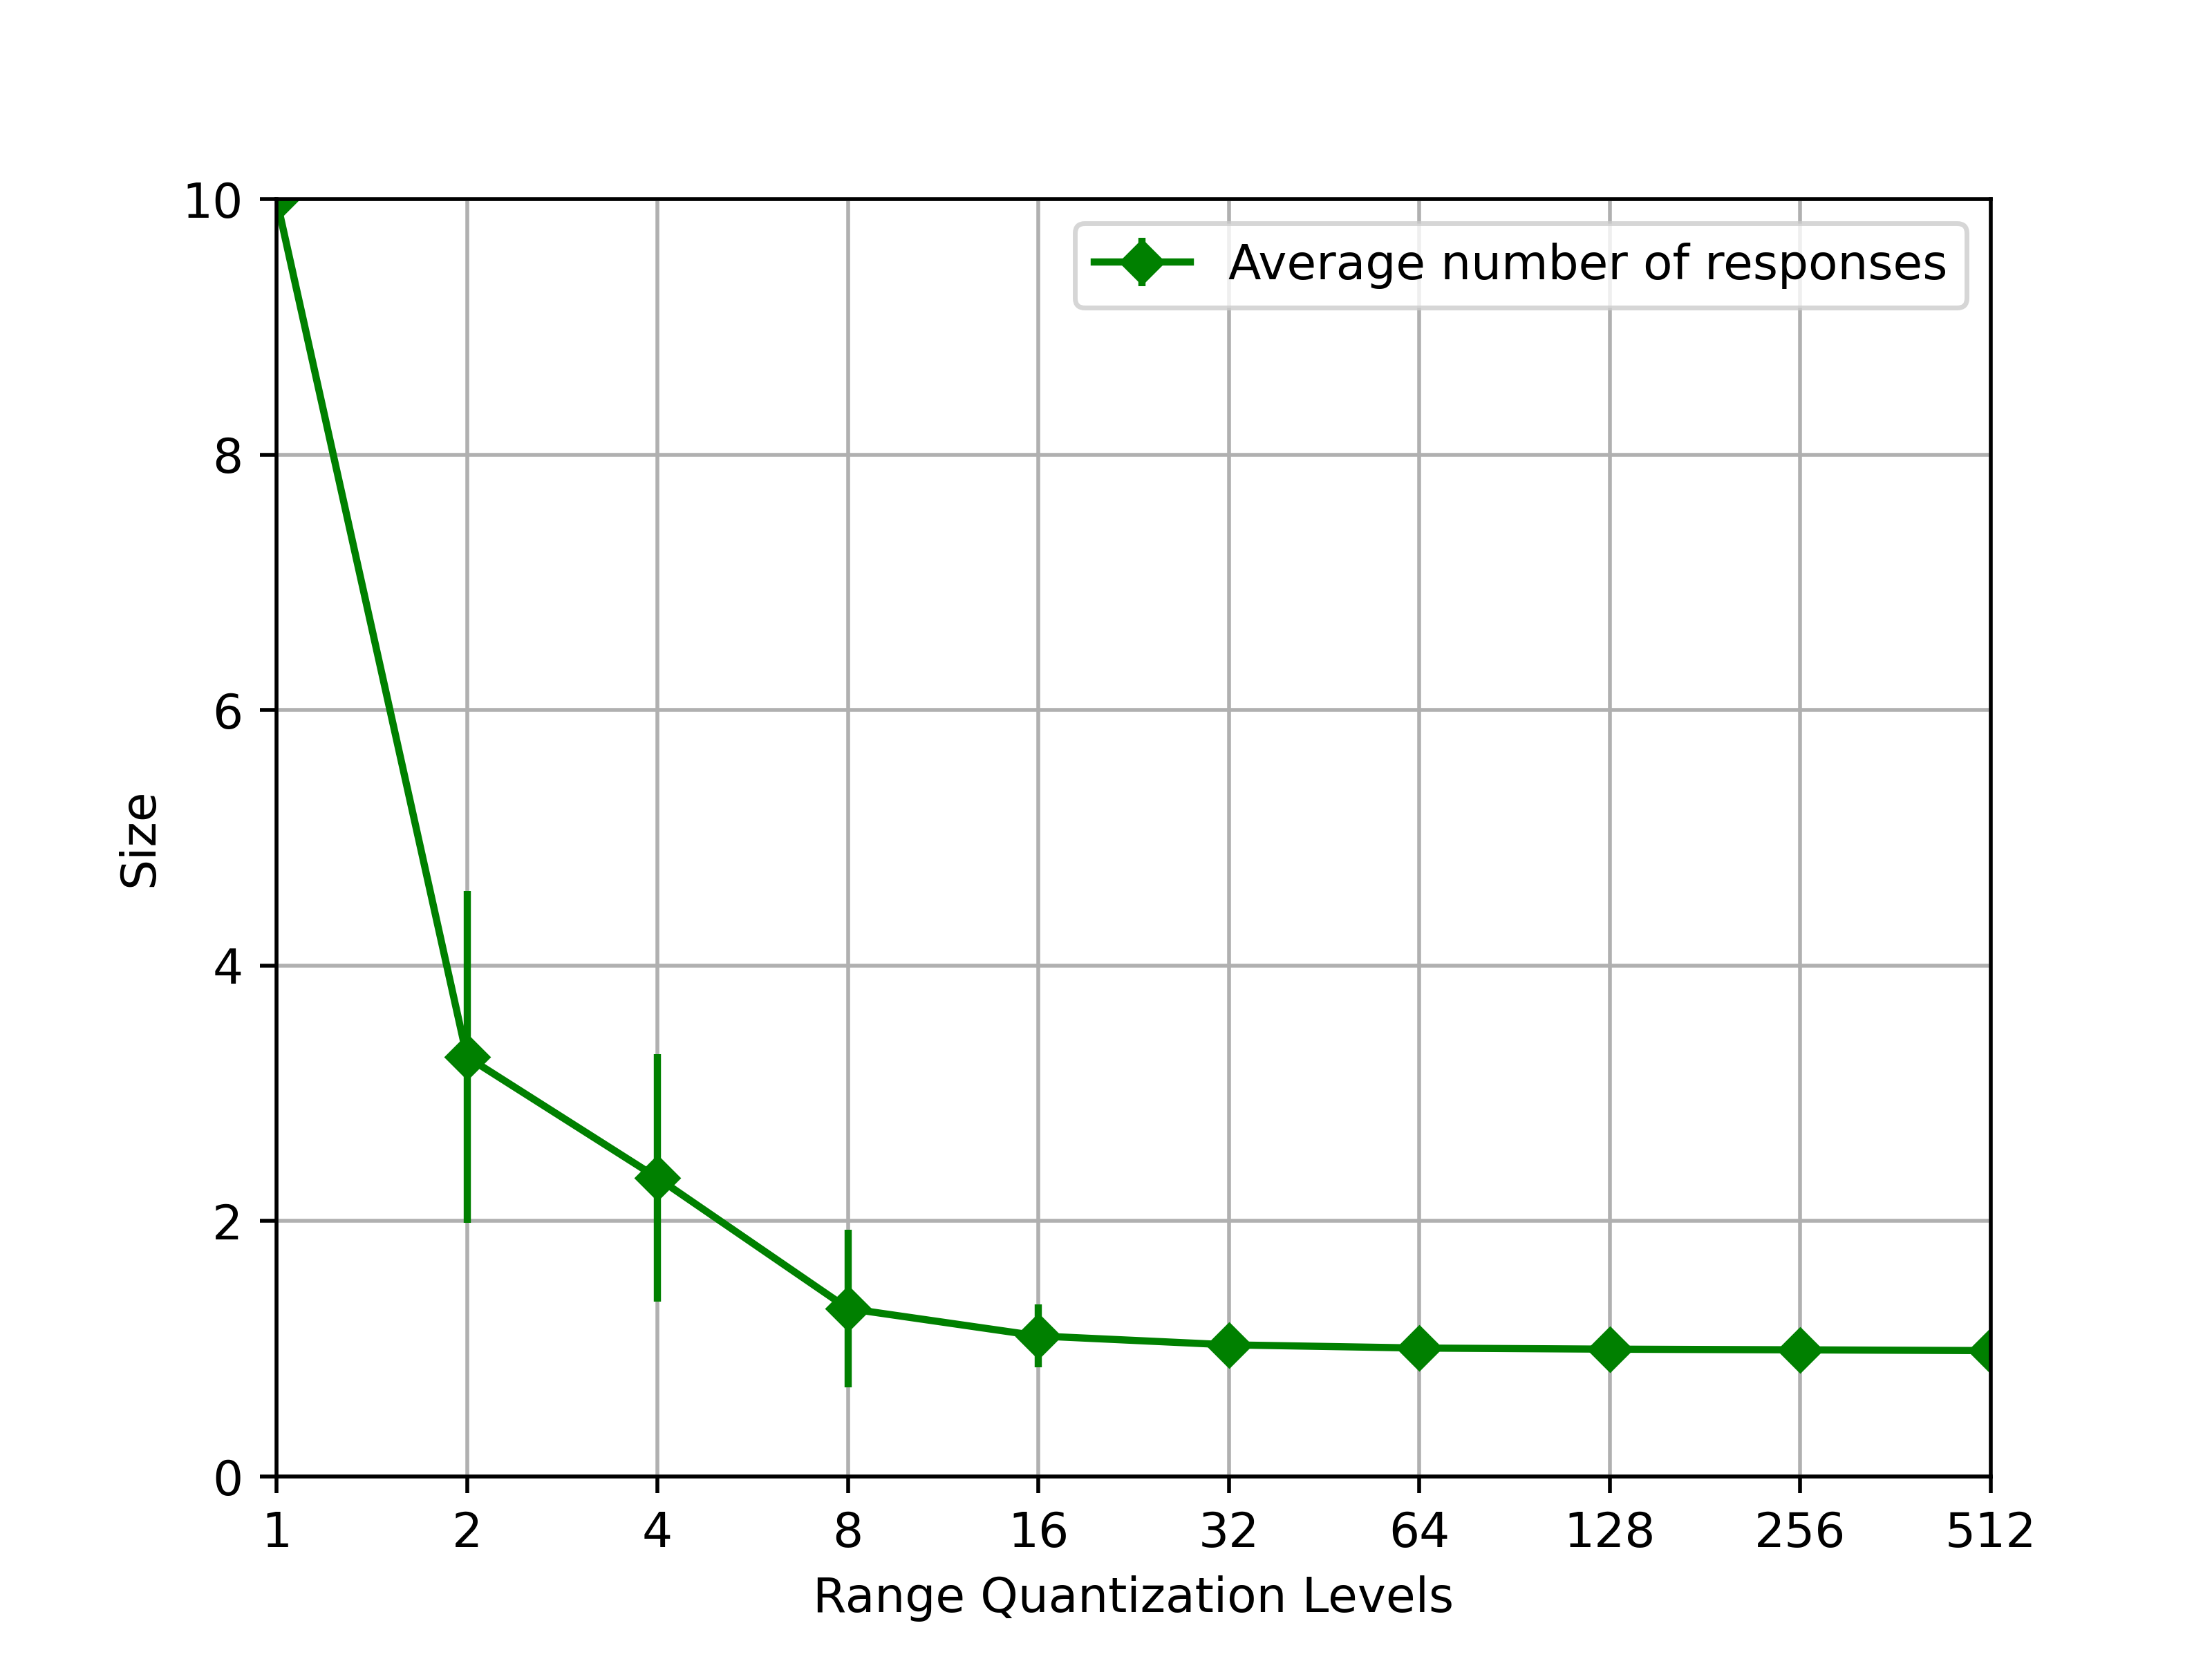 Average number of responses
10
8
6
4
2
0
Size
1 2 4 8 16 32 64 128 256 512
Range Quantization Levels